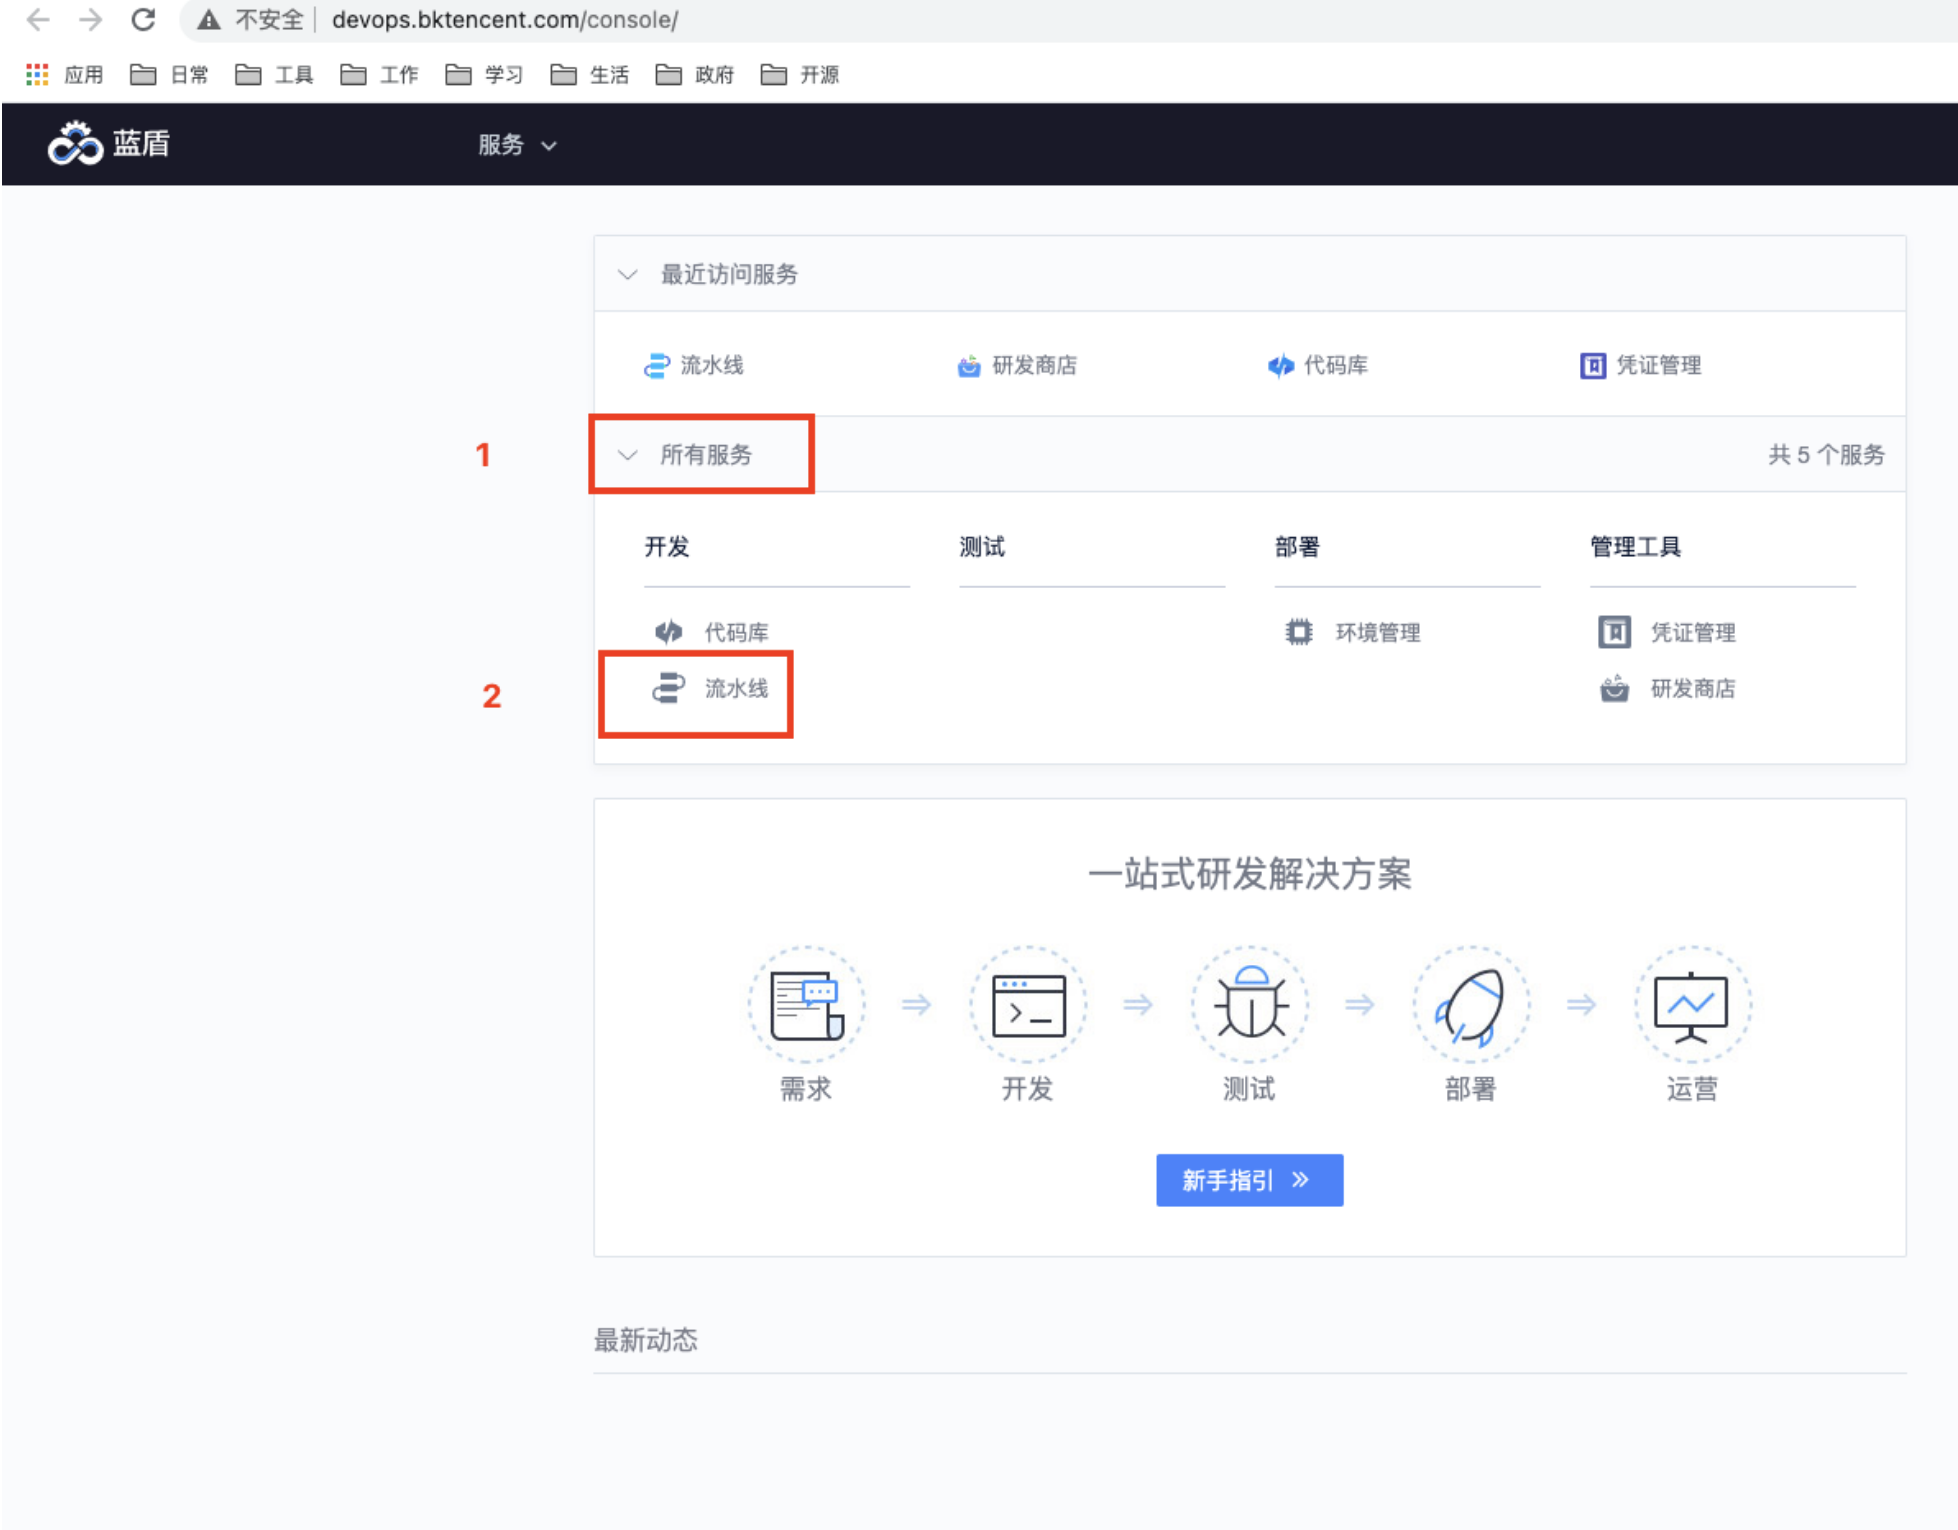 不安全 devops.bktencent.com/console/
应用 日常 工具 工作 学习 生活 政府 开源
蓝盾 服务
最近访问服务
流水线 研发商店 代码库 凭证管理
1 所有服务 共 5 个服务
开发 测试 部署 管理工具
代码库 环境管理 凭证管理
2 流水线 研发商店
一站式研发解决方案
需求 开发 测试 部署 运营
新手指引
最新动态